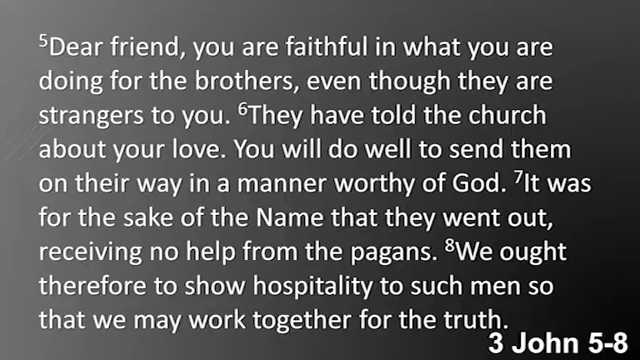 ⁵Dear friend, you are faithful in what you are
doing for the brothers, even though they are
strangers to you. ⁶They have told the church
about your love. You will do well to send them
on their way in a manner worthy of God. ⁷It was
for the sake of the Name that they went out,
receiving no help from the pagans. ⁸We ought
therefore to show hospitality to such men so
that we may work together for the truth.
3 John 5-8